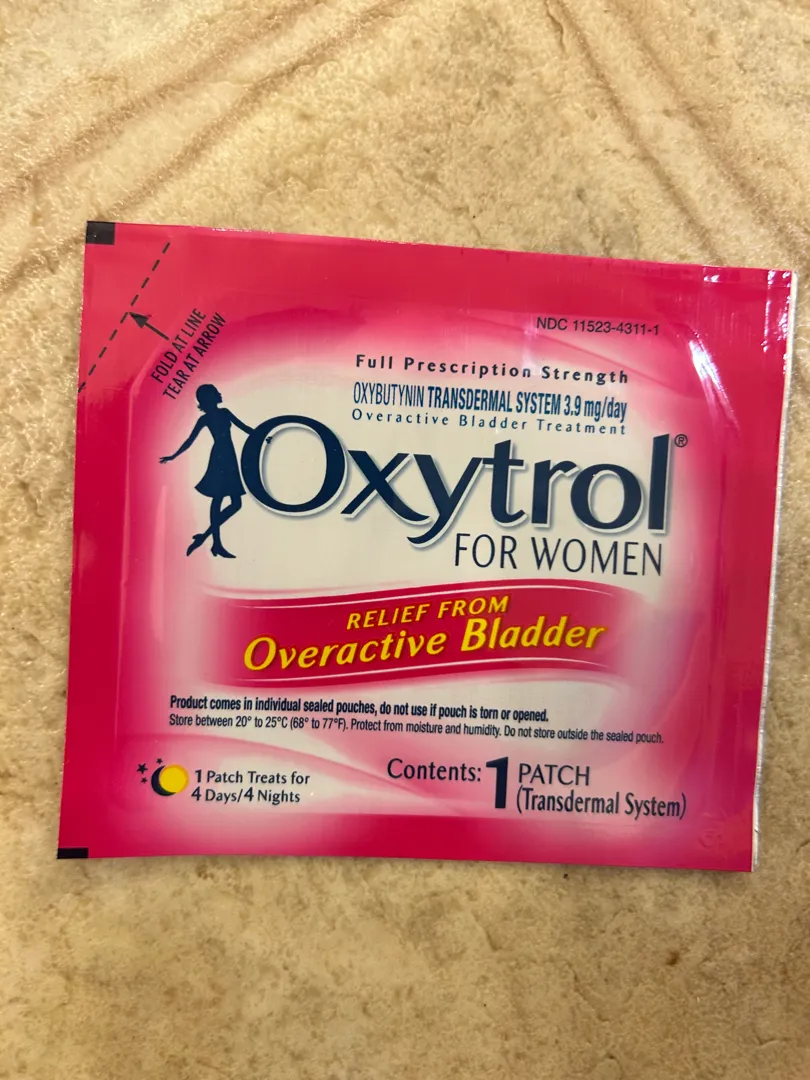 FOLD AT LINE
TEAR AT ARROW
NDC 11523-4311-1
Full Prescription Strength
OXYBUTYNIN TRANSDERMAL SYSTEM 3.9 mg/day
Overactive Bladder Treatment
Oxytrol®
FOR WOMEN
RELIEF FROM
Overactive Bladder
Product comes in individual sealed pouches, do not use if pouch is torn or opened.
Store between 20° to 25°C (68° to 77°F). Protect from moisture and humidity. Do not store outside the sealed pouch.
1 Patch Treats for
4 Days/4 Nights
Contents: 1 PATCH
(Transdermal System)